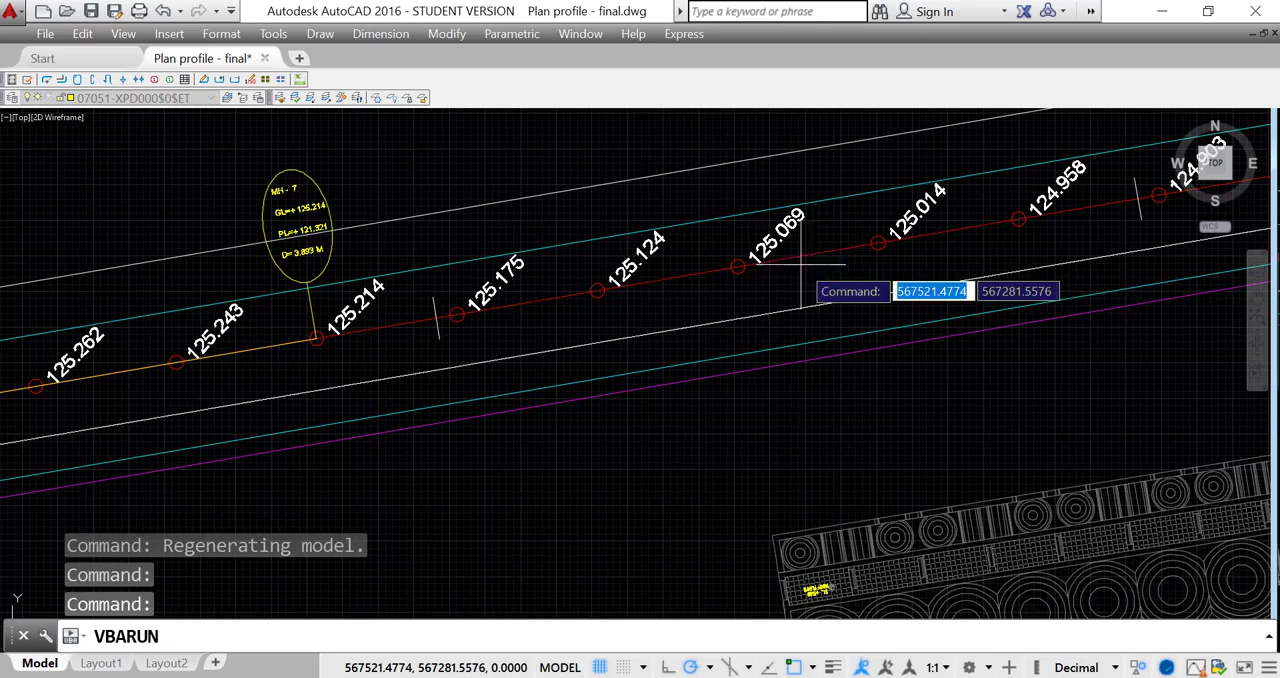 Autodesk AutoCAD 2016 - STUDENT VERSION Plan profile - final.dwg
Type a keyword or phrase
Sign In
File Edit View Insert Format Tools Draw Dimension Modify Parametric Window Help Express
Start
Plan profile - final*
07051-XPD000$0$ET
[−][Top][2D Wireframe]
N
W TOP E
S
WCS
MH - 7
GL=+ 125.214
PL=+ 121.321
D= 3.893 M
125.262
125.243
125.214
125.175
125.124
125.069
125.014
124.958
124.903
Command: 567521.4774 567281.5576
Command: Regenerating model.
Command:
Command:
Y
VBARUN
Model Layout1 Layout2
567521.4774, 567281.5576, 0.0000 MODEL 1:1 Decimal